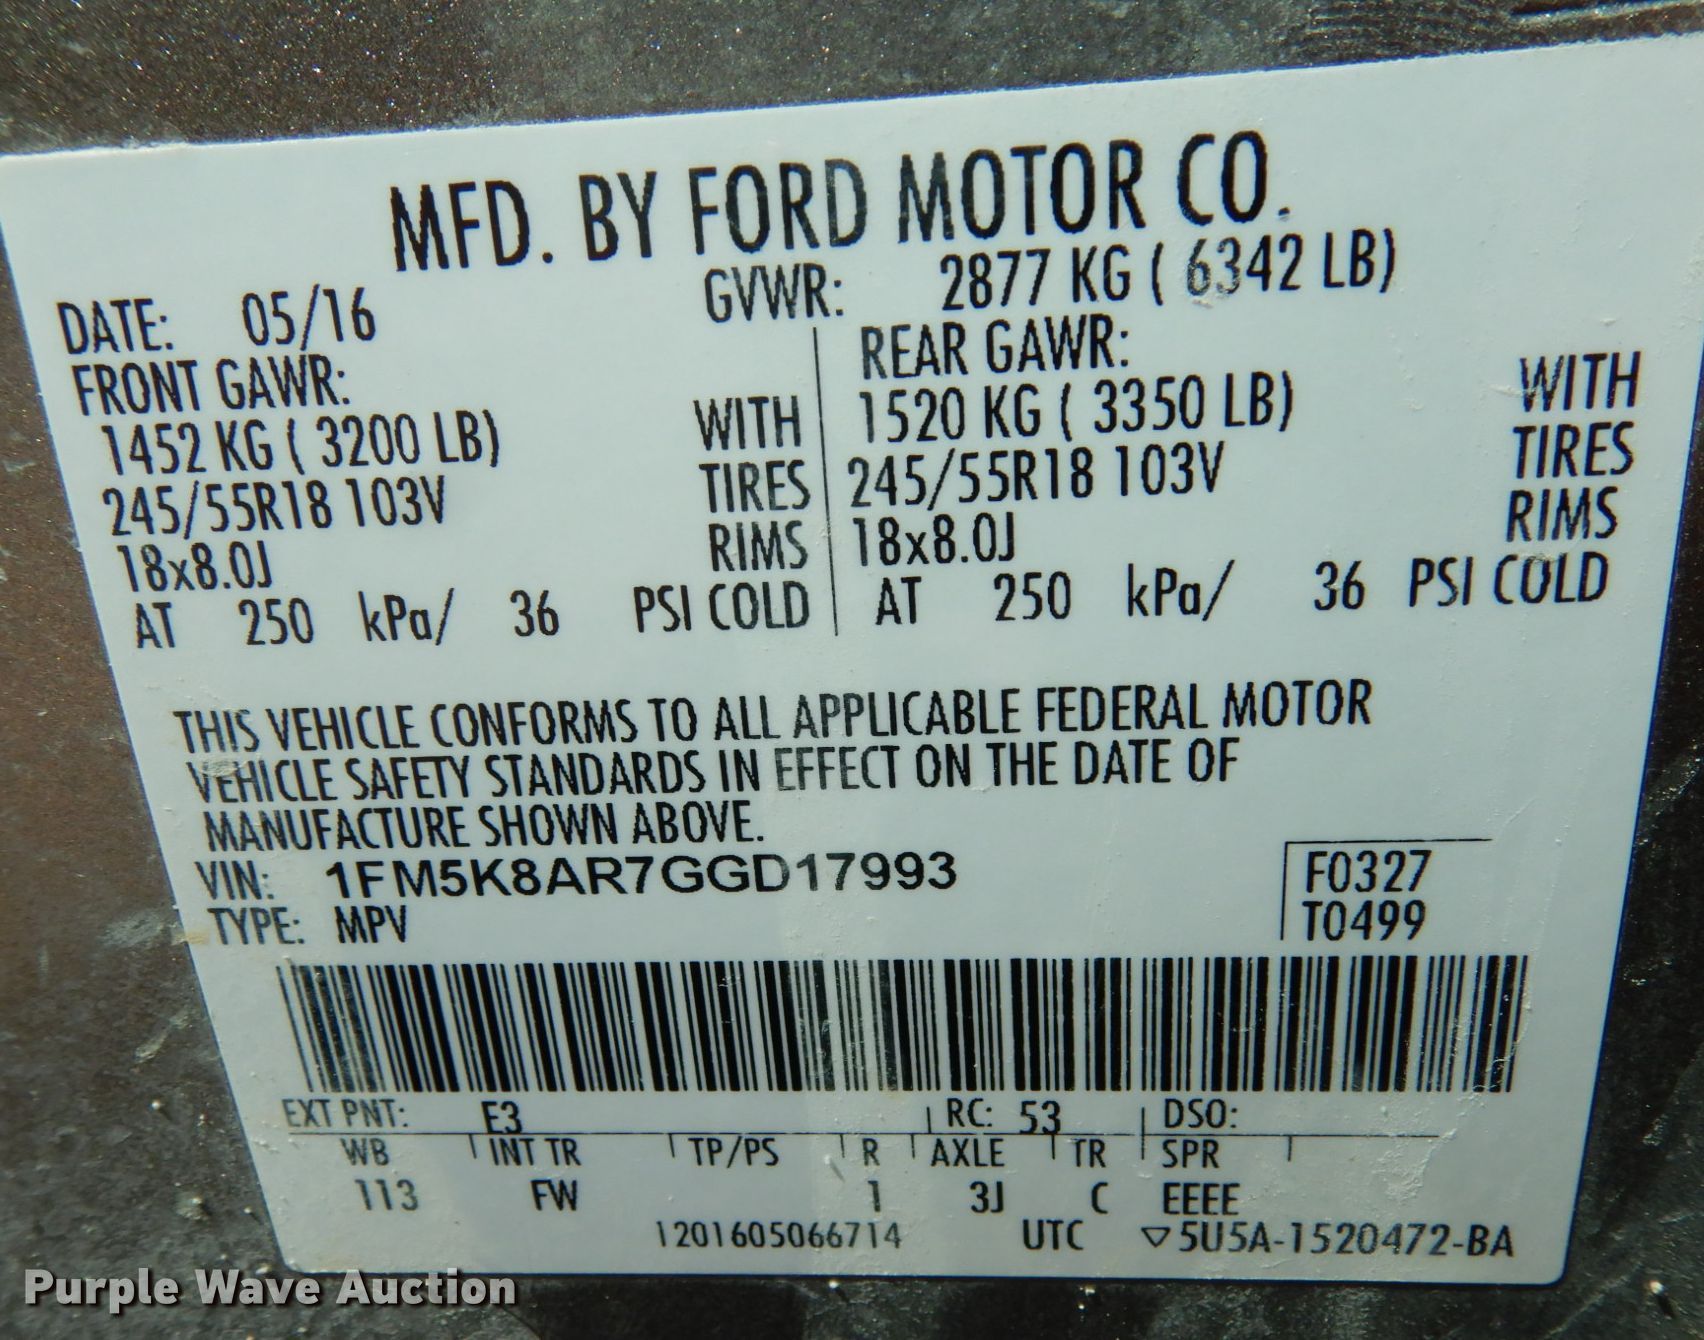 MFD. BY FORD MOTOR CO.
DATE: 05/16 GVWR: 2877 KG ( 6342 LB)
FRONT GAWR: REAR GAWR:
1452 KG ( 3200 LB) WITH 1520 KG ( 3350 LB) WITH
245/55R18 103V TIRES 245/55R18 103V TIRES
18x8.0J RIMS 18x8.0J RIMS
AT 250 kPa/ 36 PSI COLD AT 250 kPa/ 36 PSI COLD
THIS VEHICLE CONFORMS TO ALL APPLICABLE FEDERAL MOTOR
VEHICLE SAFETY STANDARDS IN EFFECT ON THE DATE OF
MANUFACTURE SHOWN ABOVE.
VIN: 1FM5K8AR7GGD17993 F0327
TYPE: MPV T0499
EXT PNT: E3 RC: 53 DSO:
WB INT TR TP/PS R AXLE TR SPR
113 FW 1 3J C EEEE
1201605066714 UTC ▽5U5A-1520472-BA
Purple Wave Auction